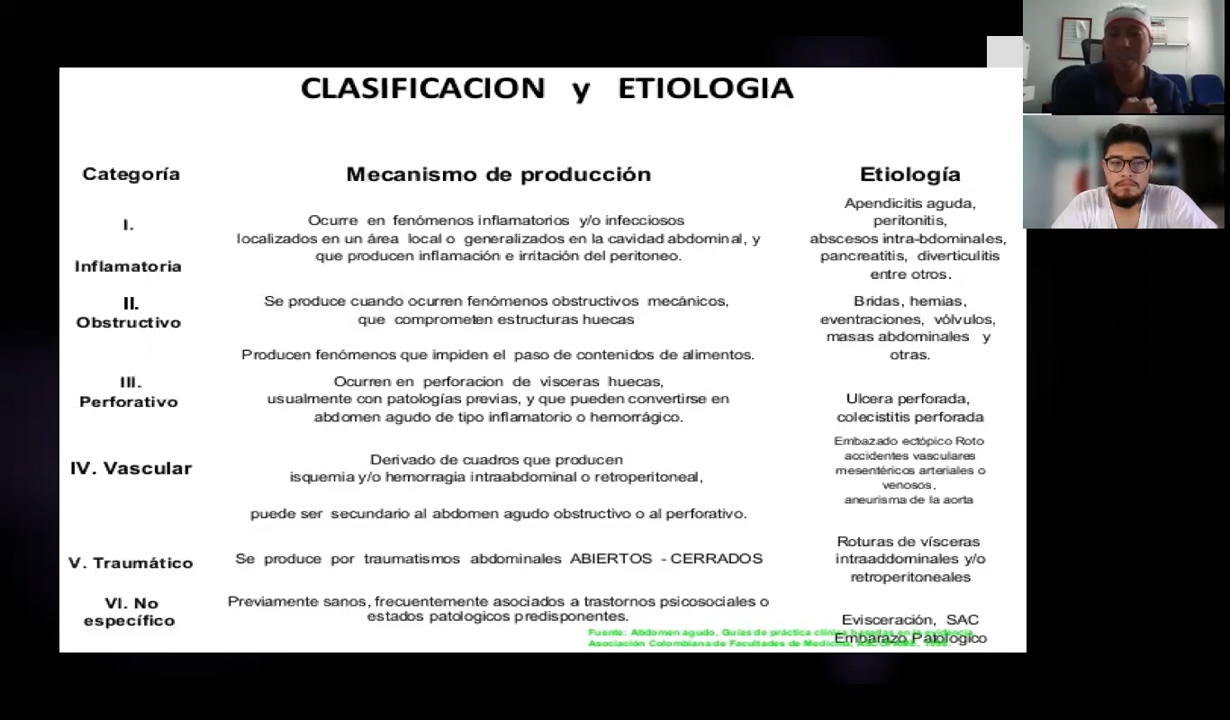 CLASIFICACION y ETIOLOGIA
Categoría Mecanismo de producción Etiología
I.
Inflamatoria
Ocurre en fenómenos inflamatorios y/o infecciosos
localizados en un área local o generalizados en la cavidad abdominal, y
que producen inflamación e irritación del peritoneo.
Apendicitis aguda,
peritonitis,
abscesos intra-bdominales,
pancreatitis, diverticulitis
entre otros.
II.
Obstructivo
Se produce cuando ocurren fenómenos obstructivos mecánicos,
que comprometen estructuras huecas
Producen fenómenos que impiden el paso de contenidos de alimentos.
Bridas, hernias,
eventraciones, vólvulos,
masas abdominales y
otras.
III.
Perforativo
Ocurren en perforacion de visceras huecas,
usualmente con patologías previas, y que pueden convertirse en
abdomen agudo de tipo inflamatorio o hemorrágico.
Ulcera perforada,
colecistitis perforada
IV. Vascular
Derivado de cuadros que producen
isquemia y/o hemorragia intraabdominal o retroperitoneal,
puede ser secundario al abdomen agudo obstructivo o al perforativo.
Embazado ectópico Roto
accidentes vasculares
mesentéricos arteriales o
venosos,
aneurisma de la aorta
V. Traumático
Se produce por traumatismos abdominales ABIERTOS - CERRADOS
Roturas de vísceras
intraaddominales y/o
retroperitoneales
VI. No
específico
Previamente sanos, frecuentemente asociados a trastornos psicosociales o
estados patologicos predisponentes.
Evisceración, SAC
Embarazo Patologico
Fuente: Abdomen agudo, Guías de práctica clínica basadas en la evidencia
Asociación Colombiana de Facultades de Medicina,